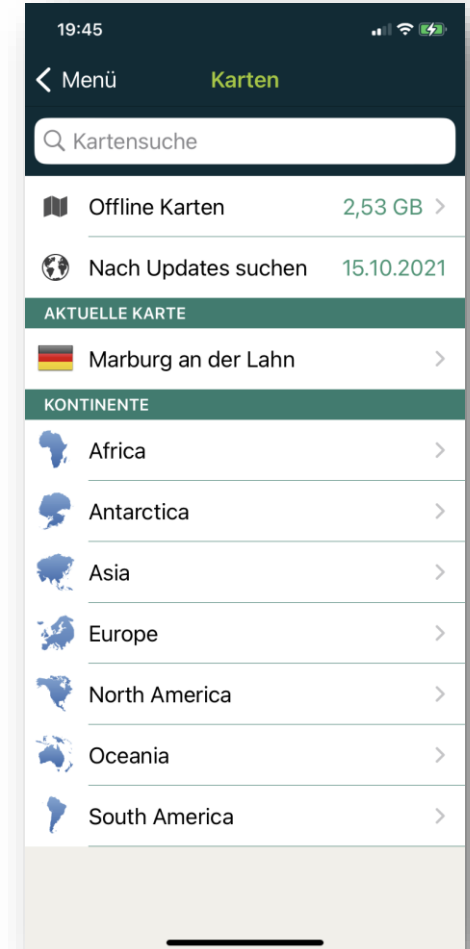 19:45
Menü Karten
Kartensuche
Offline Karten 2,53 GB
Nach Updates suchen 15.10.2021
AKTUELLE KARTE
Marburg an der Lahn
KONTINENTE
Africa
Antarctica
Asia
Europe
North America
Oceania
South America